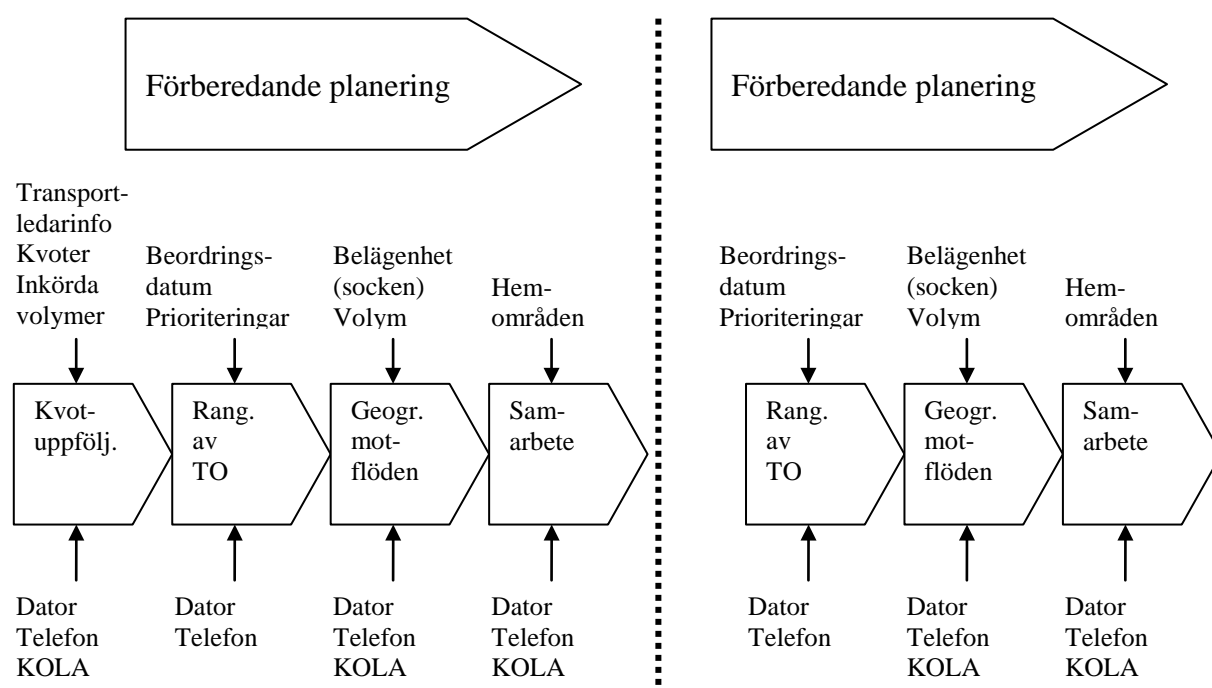 Förberedande planering
Transport-
ledarinfo
Kvoter
Inkörda
volymer
Beordrings-
datum
Prioriteringar
Belägenhet
(socken)
Volym
Hem-
områden
Kvot-
uppfölj.
Rang.
av
TO
Geogr.
mot-
flöden
Sam-
arbete
Dator
Telefon
KOLA
Dator
Telefon
Dator
Telefon
KOLA
Dator
Telefon
KOLA
Förberedande planering
Beordrings-
datum
Prioriteringar
Belägenhet
(socken)
Volym
Hem-
områden
Rang.
av
TO
Geogr.
mot-
flöden
Sam-
arbete
Dator
Telefon
Dator
Telefon
KOLA
Dator
Telefon
KOLA